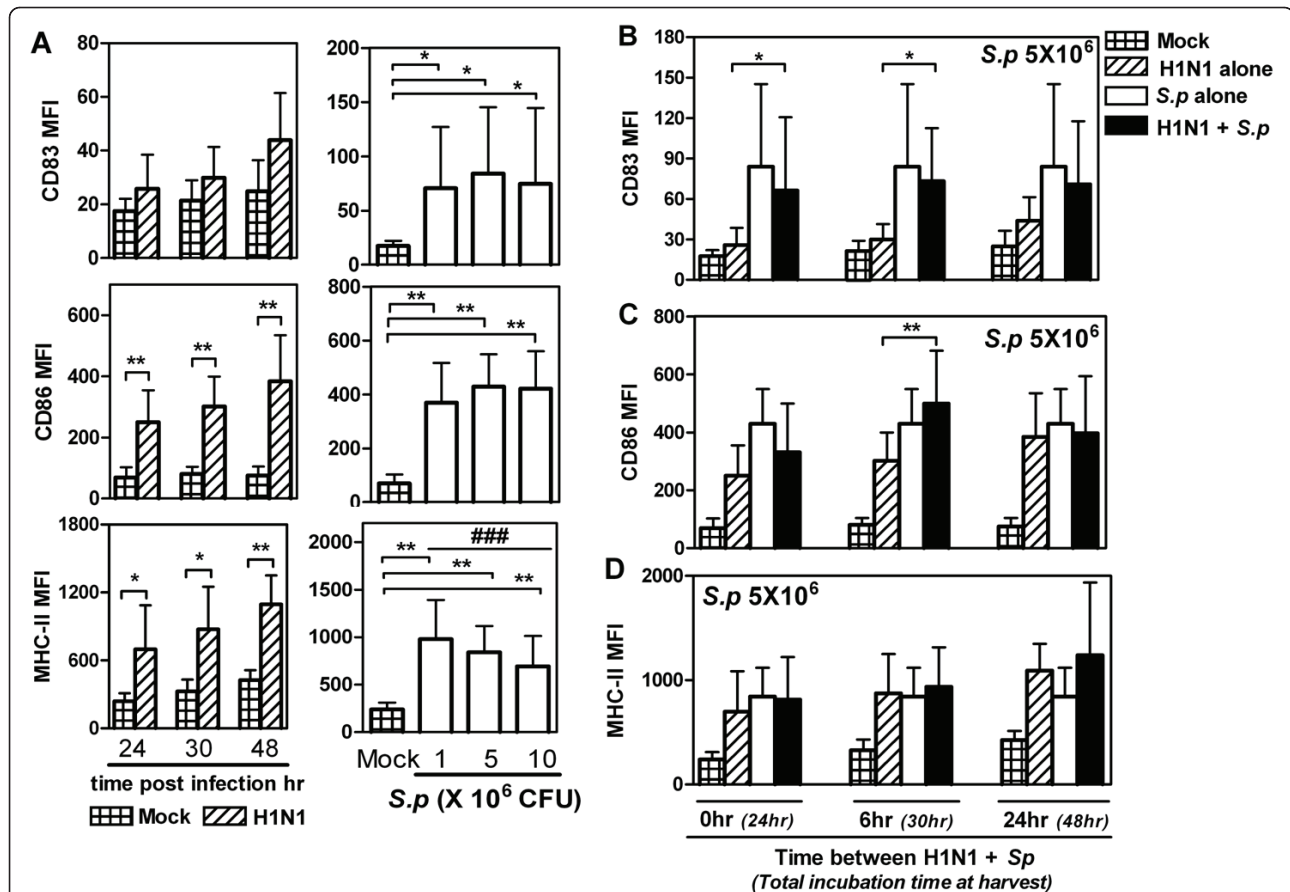 A
80
60
40
20
0
CD83 MFI
200
150
100
50
0
*
*
*
600
400
200
0
CD86 MFI
**
**
**
800
600
400
200
0
**
**
**
1800
1200
600
0
MHC-II MFI
*
*
**
24 30 48
time post infection hr
Mock H1N1
2000
1500
1000
500
0
**
###
**
**
Mock 1 5 10
S.p (X 10⁶ CFU)
B
180
150
120
90
60
30
0
CD83 MFI
*
*
S.p 5X10⁶
Mock
H1N1 alone
S.p alone
H1N1 + S.p
C
800
600
400
200
0
CD86 MFI
**
S.p 5X10⁶
D
2000
1000
0
MHC-II MFI
S.p 5X10⁶
0hr (24hr) 6hr (30hr) 24hr (48hr)
Time between H1N1 + Sp
(Total incubation time at harvest)